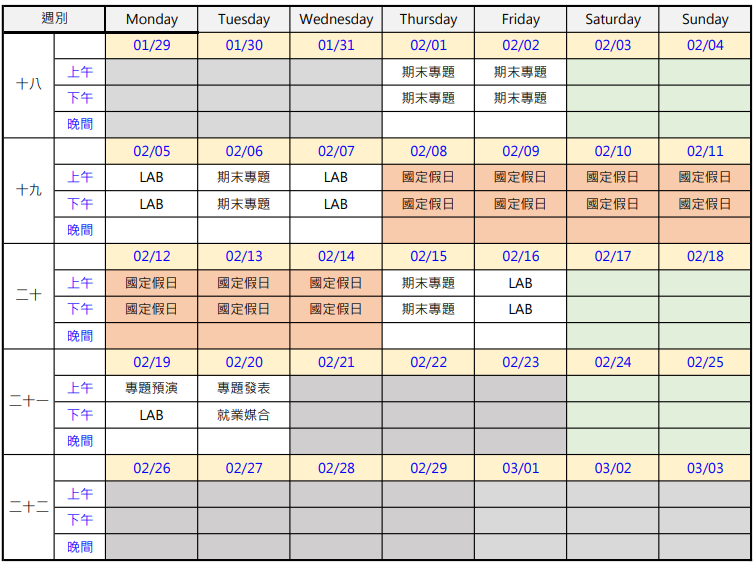 週別 Monday Tuesday Wednesday Thursday Friday Saturday Sunday
01/29 01/30 01/31 02/01 02/02 02/03 02/04
十八
上午 期末專題 期末專題
下午 期末專題 期末專題
晚間
02/05 02/06 02/07 02/08 02/09 02/10 02/11
十九
上午 LAB 期末專題 LAB 國定假日 國定假日 國定假日 國定假日
下午 LAB 期末專題 LAB 國定假日 國定假日 國定假日 國定假日
晚間
02/12 02/13 02/14 02/15 02/16 02/17 02/18
二十
上午 國定假日 國定假日 國定假日 期末專題 LAB
下午 國定假日 國定假日 國定假日 期末專題 LAB
晚間
02/19 02/20 02/21 02/22 02/23 02/24 02/25
二十一
上午 專題預演 專題發表
下午 LAB 就業媒合
晚間
02/26 02/27 02/28 02/29 03/01 03/02 03/03
二十二
上午
下午
晚間